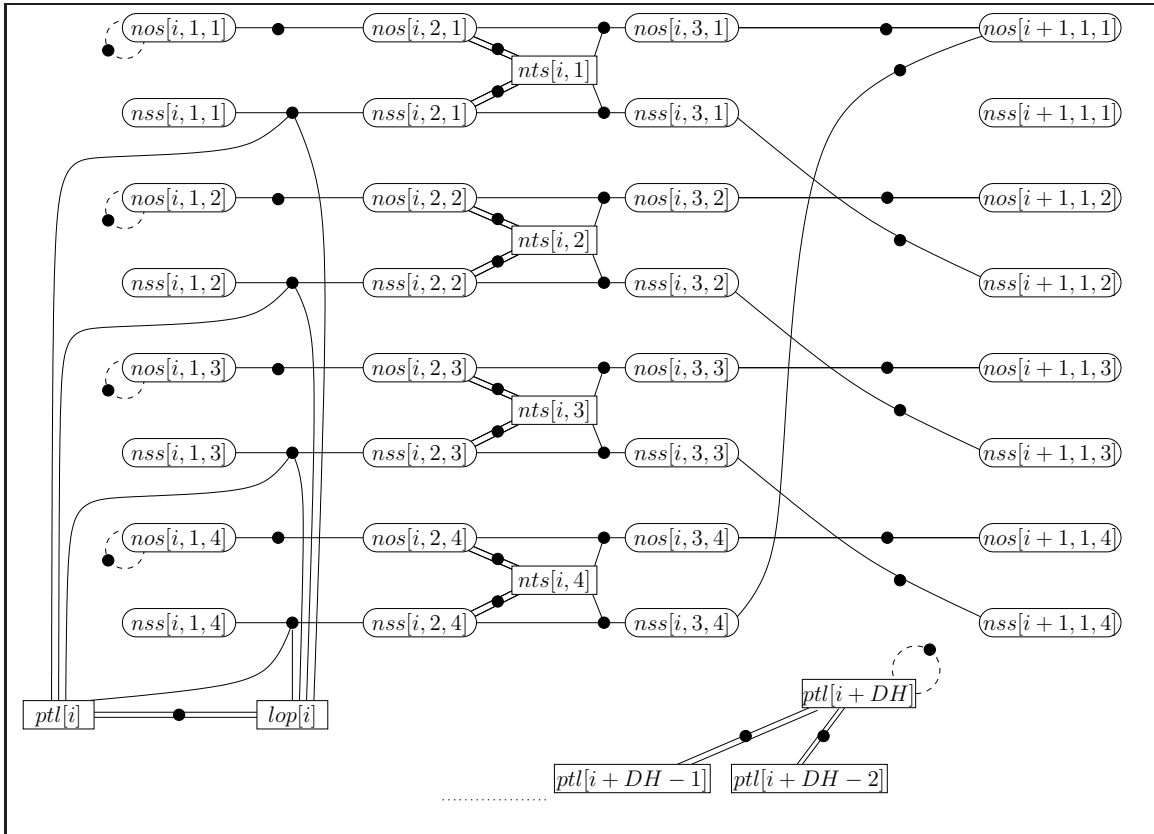 nos[i, 1, 1] nos[i, 2, 1] nos[i, 3, 1] nos[i + 1, 1, 1]
nts[i, 1]
nss[i, 1, 1] nss[i, 2, 1] nss[i, 3, 1] nss[i + 1, 1, 1]
nos[i, 1, 2] nos[i, 2, 2] nos[i, 3, 2] nos[i + 1, 1, 2]
nts[i, 2]
nss[i, 1, 2] nss[i, 2, 2] nss[i, 3, 2] nss[i + 1, 1, 2]
nos[i, 1, 3] nos[i, 2, 3] nos[i, 3, 3] nos[i + 1, 1, 3]
nts[i, 3]
nss[i, 1, 3] nss[i, 2, 3] nss[i, 3, 3] nss[i + 1, 1, 3]
nos[i, 1, 4] nos[i, 2, 4] nos[i, 3, 4] nos[i + 1, 1, 4]
nts[i, 4]
nss[i, 1, 4] nss[i, 2, 4] nss[i, 3, 4] nss[i + 1, 1, 4]
ptl[i + DH]
ptl[i] lop[i]
ptl[i + DH − 1] ptl[i + DH − 2]